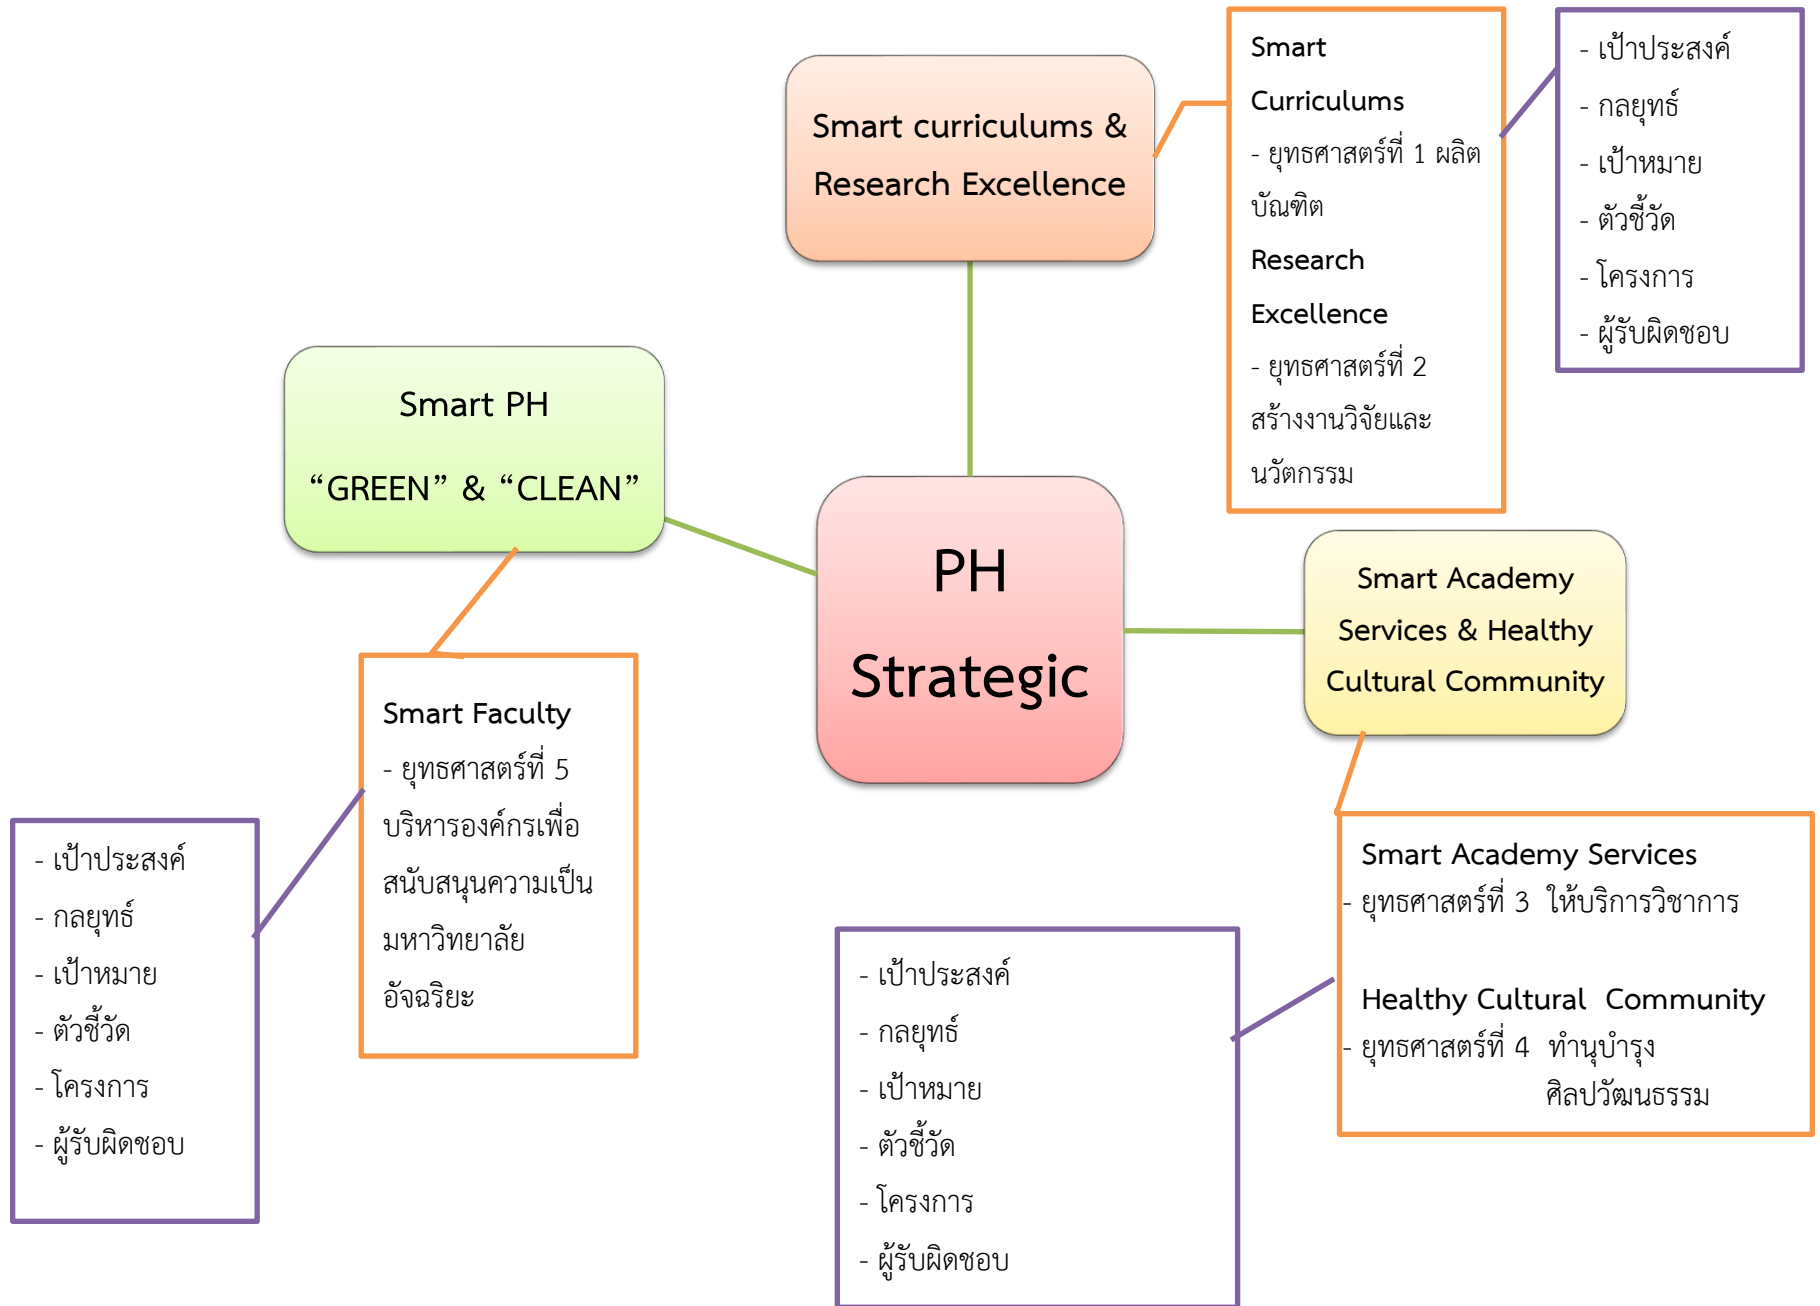 Smart curriculums &
Research Excellence
Smart
Curriculums
- ยุทธศาสตร์ที่ 1 ผลิต
บัณฑิต
Research
Excellence
- ยุทธศาสตร์ที่ 2
สร้างงานวิจัยและ
นวัตกรรม
- เป้าประสงค์
- กลยุทธ์
- เป้าหมาย
- ตัวชี้วัด
- โครงการ
- ผู้รับผิดชอบ
Smart PH
“GREEN” & “CLEAN”
PH
Strategic
Smart Academy
Services & Healthy
Cultural Community
Smart Faculty
- ยุทธศาสตร์ที่ 5
บริหารองค์กรเพื่อ
สนับสนุนความเป็น
มหาวิทยาลัย
อัจฉริยะ
- เป้าประสงค์
- กลยุทธ์
- เป้าหมาย
- ตัวชี้วัด
- โครงการ
- ผู้รับผิดชอบ
Smart Academy Services
- ยุทธศาสตร์ที่ 3 ให้บริการวิชาการ
Healthy Cultural Community
- ยุทธศาสตร์ที่ 4 ทำนุบำรุง
ศิลปวัฒนธรรม
- เป้าประสงค์
- กลยุทธ์
- เป้าหมาย
- ตัวชี้วัด
- โครงการ
- ผู้รับผิดชอบ